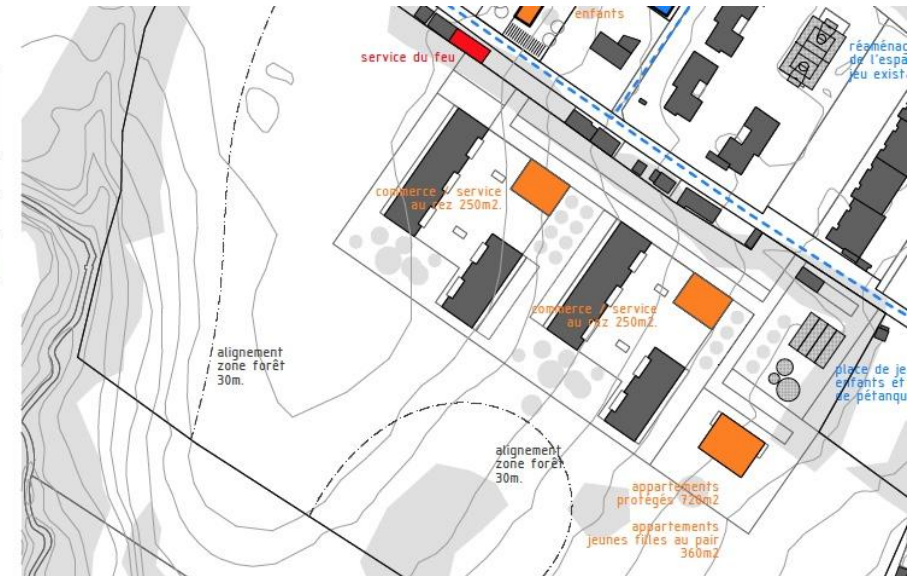 enfants
service du feu
réaménag
de l'espa
jeu exist
commerce / service
au rez 250m2.
commerce / service
au rez 250m2.
alignement
zone forêt
30m.
place de je
enfants et
de pétanqu
alignement
zone forêt
30m.
appartements
protégés 720m2
appartements
jeunes filles au pair
360m2